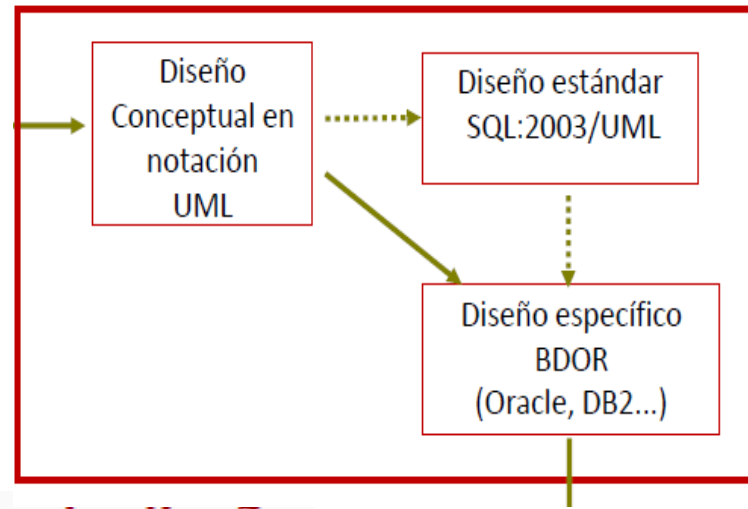 Diseño
Conceptual en
notación
UML
Diseño estándar
SQL:2003/UML
Diseño específico
BDOR
(Oracle, DB2...)